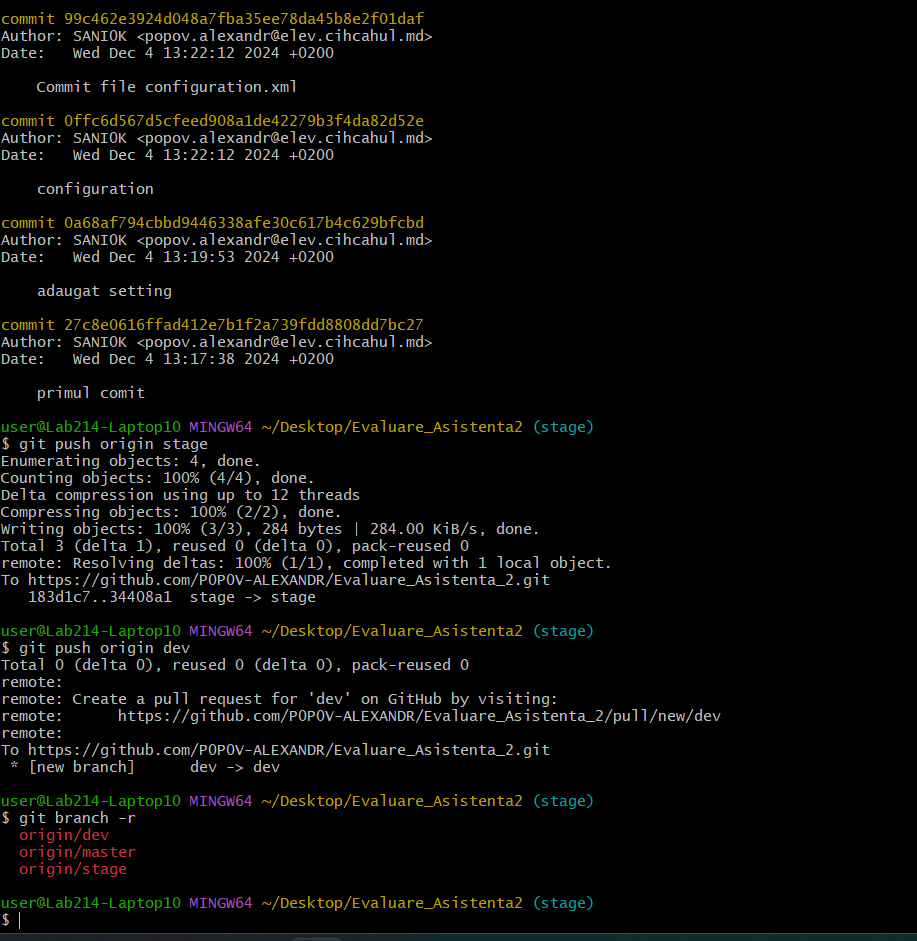 commit 99c462e3924d048a7fba35ee78da45b8e2f01daf
Author: SANIOK <popov.alexandr@elev.cihcahul.md>
Date:   Wed Dec 4 13:22:12 2024 +0200
    Commit file configuration.xml
commit 0ffc6d567d5cfeed908a1de42279b3f4da82d52e
Author: SANIOK <popov.alexandr@elev.cihcahul.md>
Date:   Wed Dec 4 13:22:12 2024 +0200
    configuration
commit 0a68af794cbbd9446338afe30c617b4c629bfcbd
Author: SANIOK <popov.alexandr@elev.cihcahul.md>
Date:   Wed Dec 4 13:19:53 2024 +0200
    adaugat setting
commit 27c8e0616ffad412e7b1f2a739fdd8808dd7bc27
Author: SANIOK <popov.alexandr@elev.cihcahul.md>
Date:   Wed Dec 4 13:17:38 2024 +0200
    primul comit
user@Lab214-Laptop10 MINGW64 ~/Desktop/Evaluare_Asistenta2 (stage)
$ git push origin stage
Enumerating objects: 4, done.
Counting objects: 100% (4/4), done.
Delta compression using up to 12 threads
Compressing objects: 100% (2/2), done.
Writing objects: 100% (3/3), 284 bytes | 284.00 KiB/s, done.
Total 3 (delta 1), reused 0 (delta 0), pack-reused 0
remote: Resolving deltas: 100% (1/1), completed with 1 local object.
To https://github.com/POPOV-ALEXANDR/Evaluare_Asistenta_2.git
   183d1c7..34408a1  stage -> stage
user@Lab214-Laptop10 MINGW64 ~/Desktop/Evaluare_Asistenta2 (stage)
$ git push origin dev
Total 0 (delta 0), reused 0 (delta 0), pack-reused 0
remote:
remote: Create a pull request for 'dev' on GitHub by visiting:
remote:      https://github.com/POPOV-ALEXANDR/Evaluare_Asistenta_2/pull/new/dev
remote:
To https://github.com/POPOV-ALEXANDR/Evaluare_Asistenta_2.git
 * [new branch]      dev -> dev
user@Lab214-Laptop10 MINGW64 ~/Desktop/Evaluare_Asistenta2 (stage)
$ git branch -r
  origin/dev
  origin/master
  origin/stage
user@Lab214-Laptop10 MINGW64 ~/Desktop/Evaluare_Asistenta2 (stage)
$